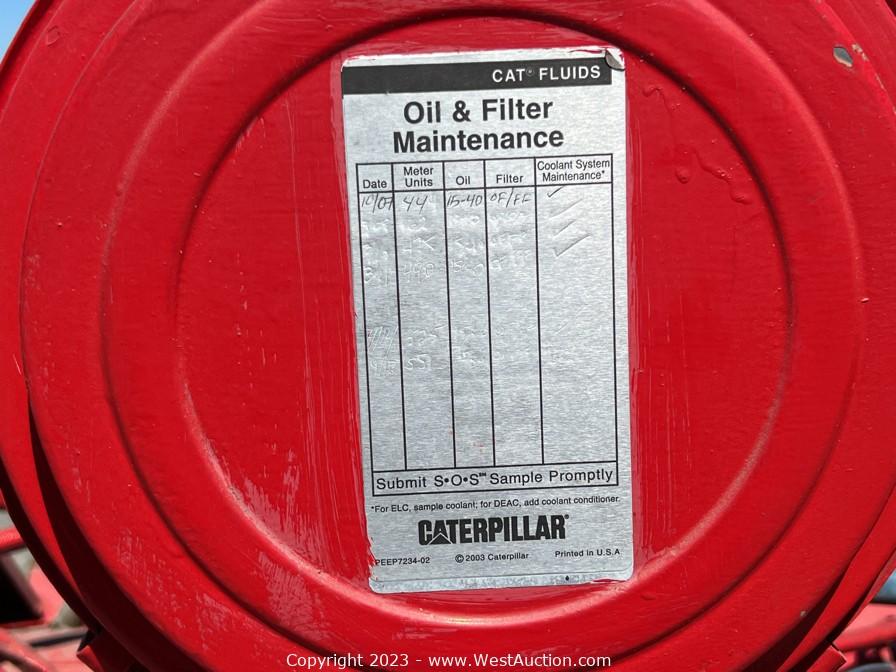 CAT® FLUIDS
Oil & Filter
Maintenance
Date Meter Units Oil Filter Coolant System Maintenance*
10/07 44 15-40 OF/FF ✓
Submit S•O•S℠ Sample Promptly
*For ELC, sample coolant; for DEAC, add coolant conditioner.
CATERPILLAR®
PEEP7234-02 ©2003 Caterpillar Printed in U.S.A
Copyright 2023 - www.WestAuction.com